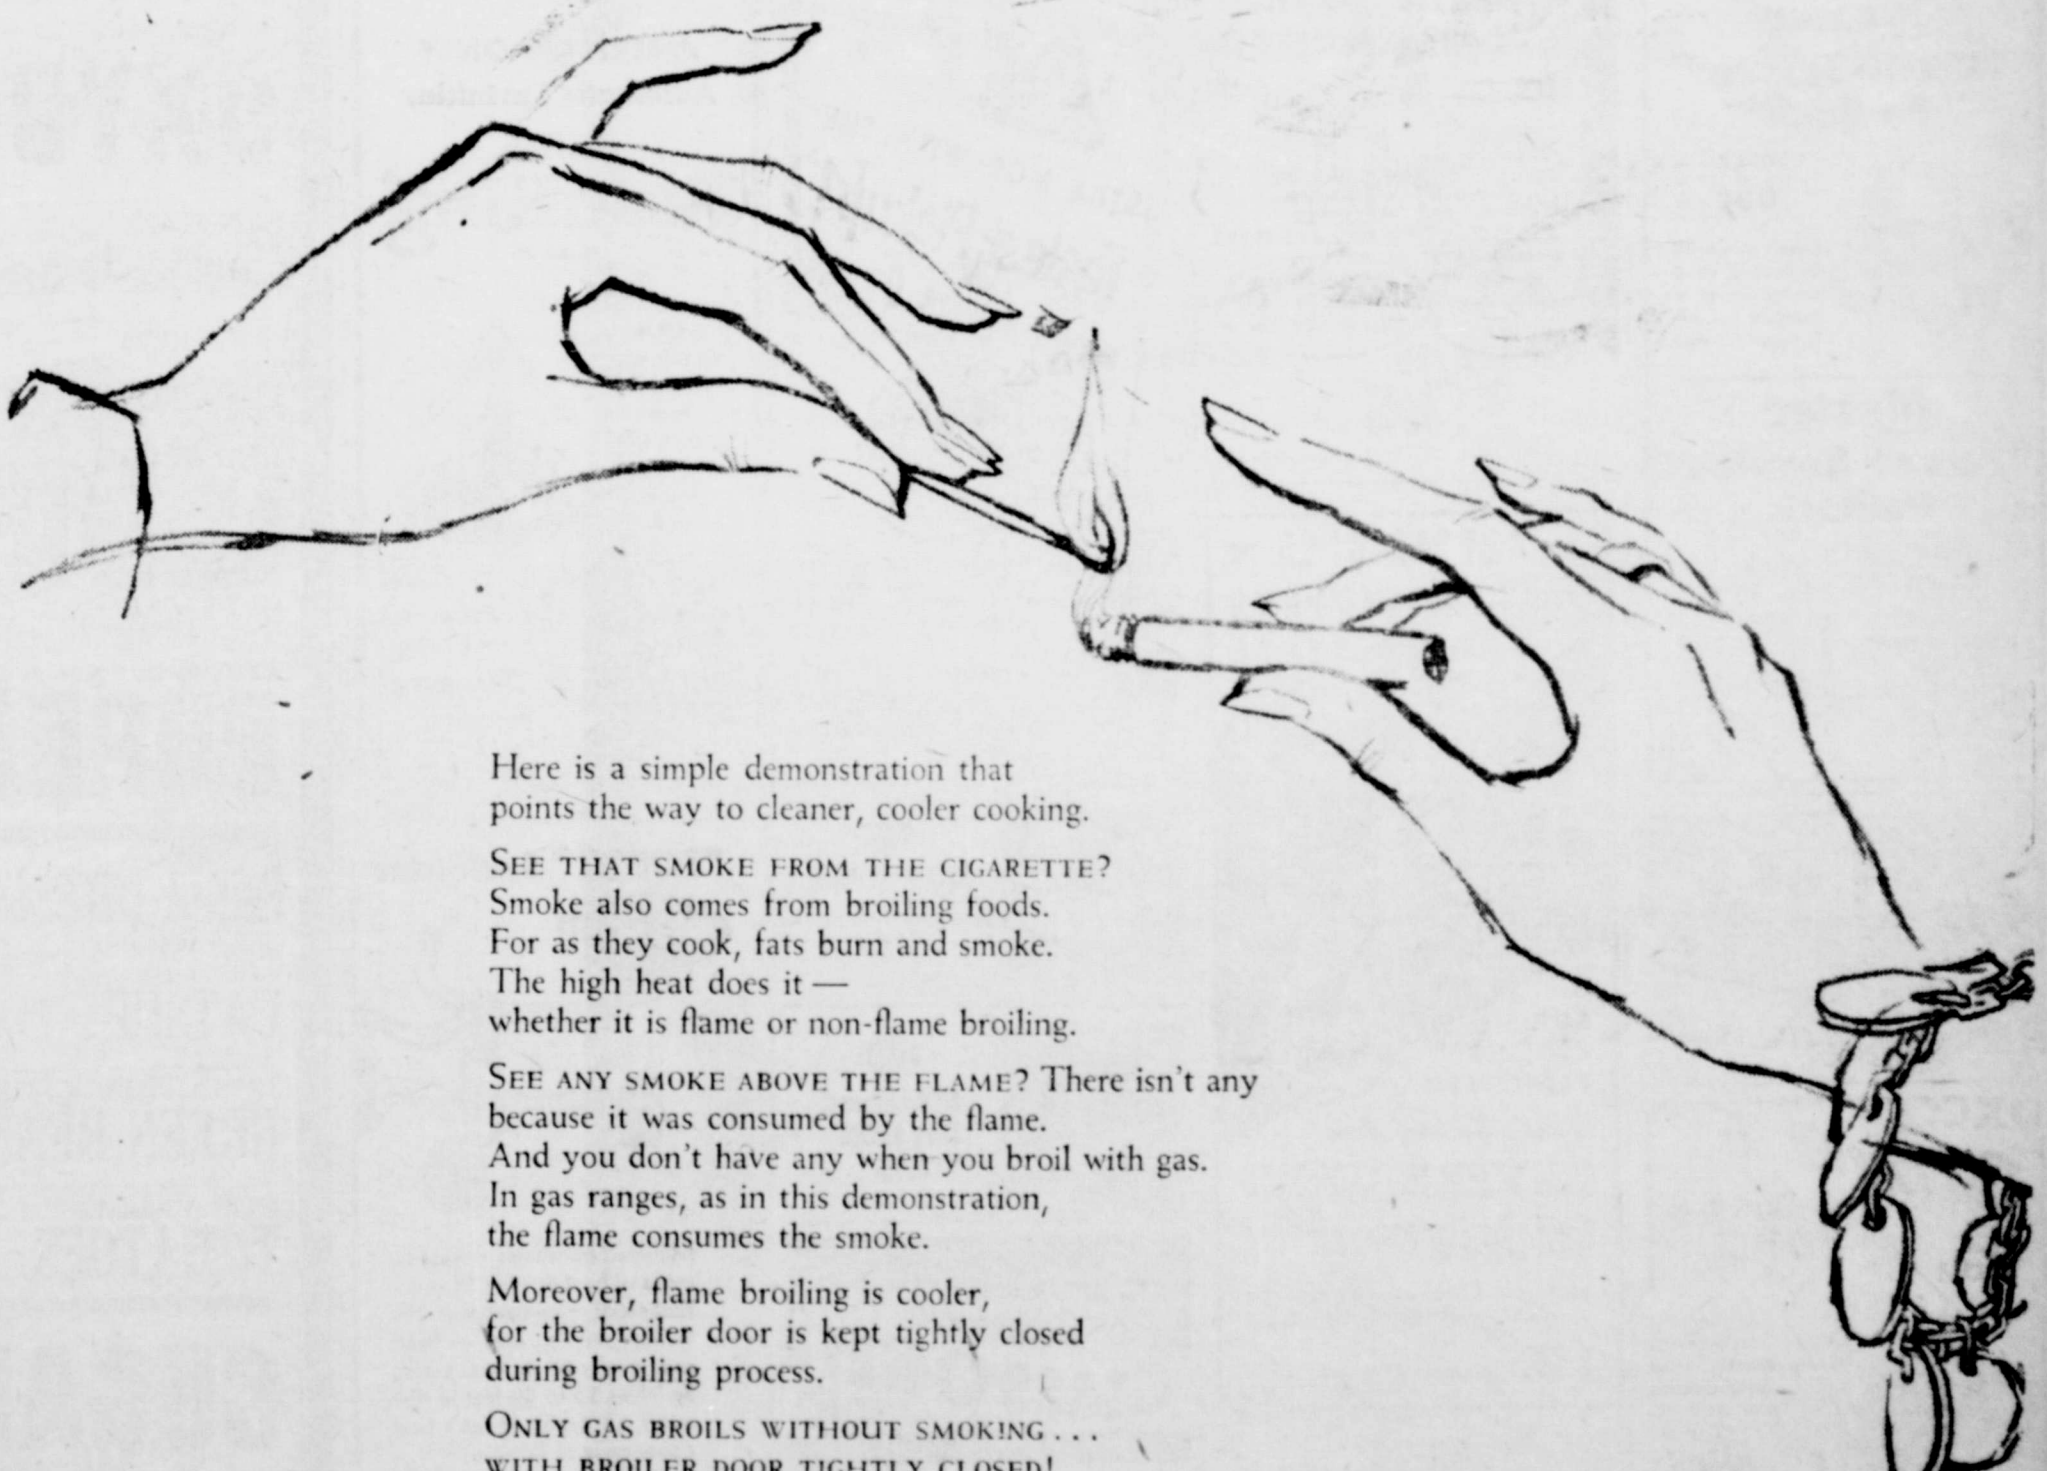 Here is a simple demonstration that
points the way to cleaner, cooler cooking.
SEE THAT SMOKE FROM THE CIGARETTE?
Smoke also comes from broiling foods.
For as they cook, fats burn and smoke.
The high heat does it —
whether it is flame or non-flame broiling.
SEE ANY SMOKE ABOVE THE FLAME? There isn't any
because it was consumed by the flame.
And you don't have any when you broil with gas.
In gas ranges, as in this demonstration,
the flame consumes the smoke.
Moreover, flame broiling is cooler,
for the broiler door is kept tightly closed
during broiling process.
ONLY GAS BROILS WITHOUT SMOKING...
WITH BROILER DOOR TIGHTLY CLOSED!